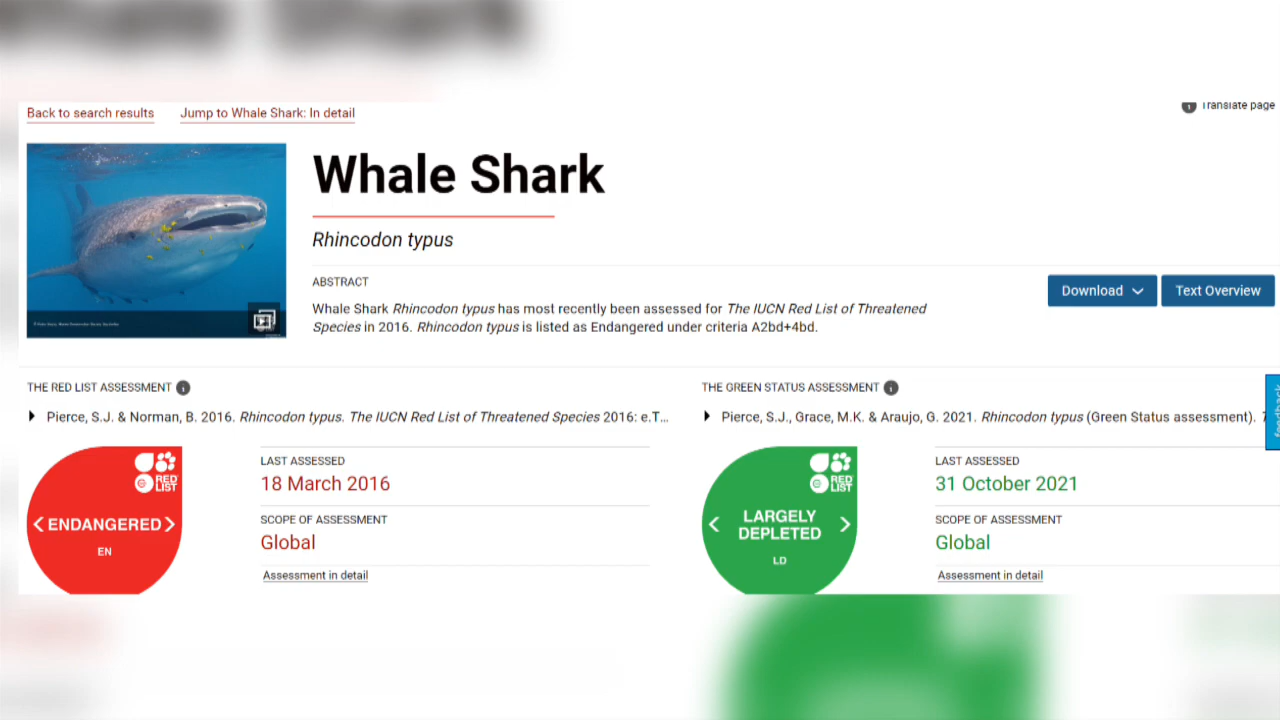 Whale Shark
Back to search results
Jump to Whale Shark: In detail
Translate page
Whale Shark
Rhincodon typus
ABSTRACT
Download
Text Overview
Whale Shark Rhincodon typus has most recently been assessed for The IUCN Red List of Threatened
Species in 2016. Rhincodon typus is listed as Endangered under criteria A2bd+4bd.
THE RED LIST ASSESSMENT
Pierce, S.J. & Norman, B. 2016. Rhincodon typus. The IUCN Red List of Threatened Species 2016: e.T...
RED
LIST
< ENDANGERED >
EN
LAST ASSESSED
18 March 2016
SCOPE OF ASSESSMENT
Global
Assessment in detail
THE GREEN STATUS ASSESSMENT
Pierce, S.J., Grace, M.K. & Araujo, G. 2021. Rhincodon typus (Green Status assessment).
RED
LIST
< LARGELY
DEPLETED >
LD
LAST ASSESSED
31 October 2021
SCOPE OF ASSESSMENT
Global
Assessment in detail
feedback